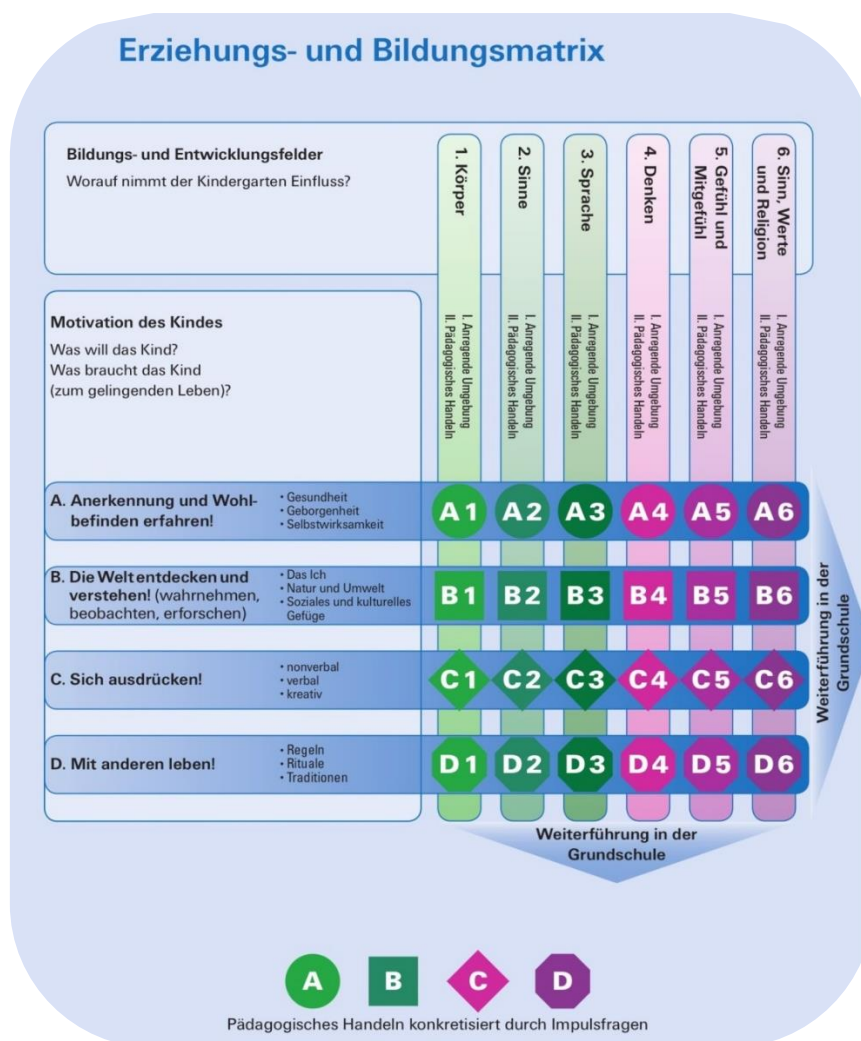 Erziehungs- und Bildungsmatrix
Bildungs- und Entwicklungsfelder
Worauf nimmt der Kindergarten Einfluss?
1. Körper
2. Sinne
3. Sprache
4. Denken
5. Gefühl und
Mitgefühl
6. Sinn, Werte
und Religion
Motivation des Kindes
Was will das Kind?
Was braucht das Kind
(zum gelingenden Leben)?
I. Anregende Umgebung
II. Pädagogisches Handeln
I. Anregende Umgebung
II. Pädagogisches Handeln
I. Anregende Umgebung
II. Pädagogisches Handeln
I. Anregende Umgebung
II. Pädagogisches Handeln
I. Anregende Umgebung
II. Pädagogisches Handeln
I. Anregende Umgebung
II. Pädagogisches Handeln
A. Anerkennung und Wohl-
befinden erfahren!
• Gesundheit
• Geborgenheit
• Selbstwirksamkeit
A1 A2 A3 A4 A5 A6
B. Die Welt entdecken und
verstehen! (wahrnehmen,
beobachten, erforschen)
• Das Ich
• Natur und Umwelt
• Soziales und kulturelles
Gefüge
B1 B2 B3 B4 B5 B6
C. Sich ausdrücken!
• nonverbal
• verbal
• kreativ
C1 C2 C3 C4 C5 C6
D. Mit anderen leben!
• Regeln
• Rituale
• Traditionen
D1 D2 D3 D4 D5 D6
Weiterführung in der
Grundschule
Weiterführung in der
Grundschule
A B C D
Pädagogisches Handeln konkretisiert durch Impulsfragen